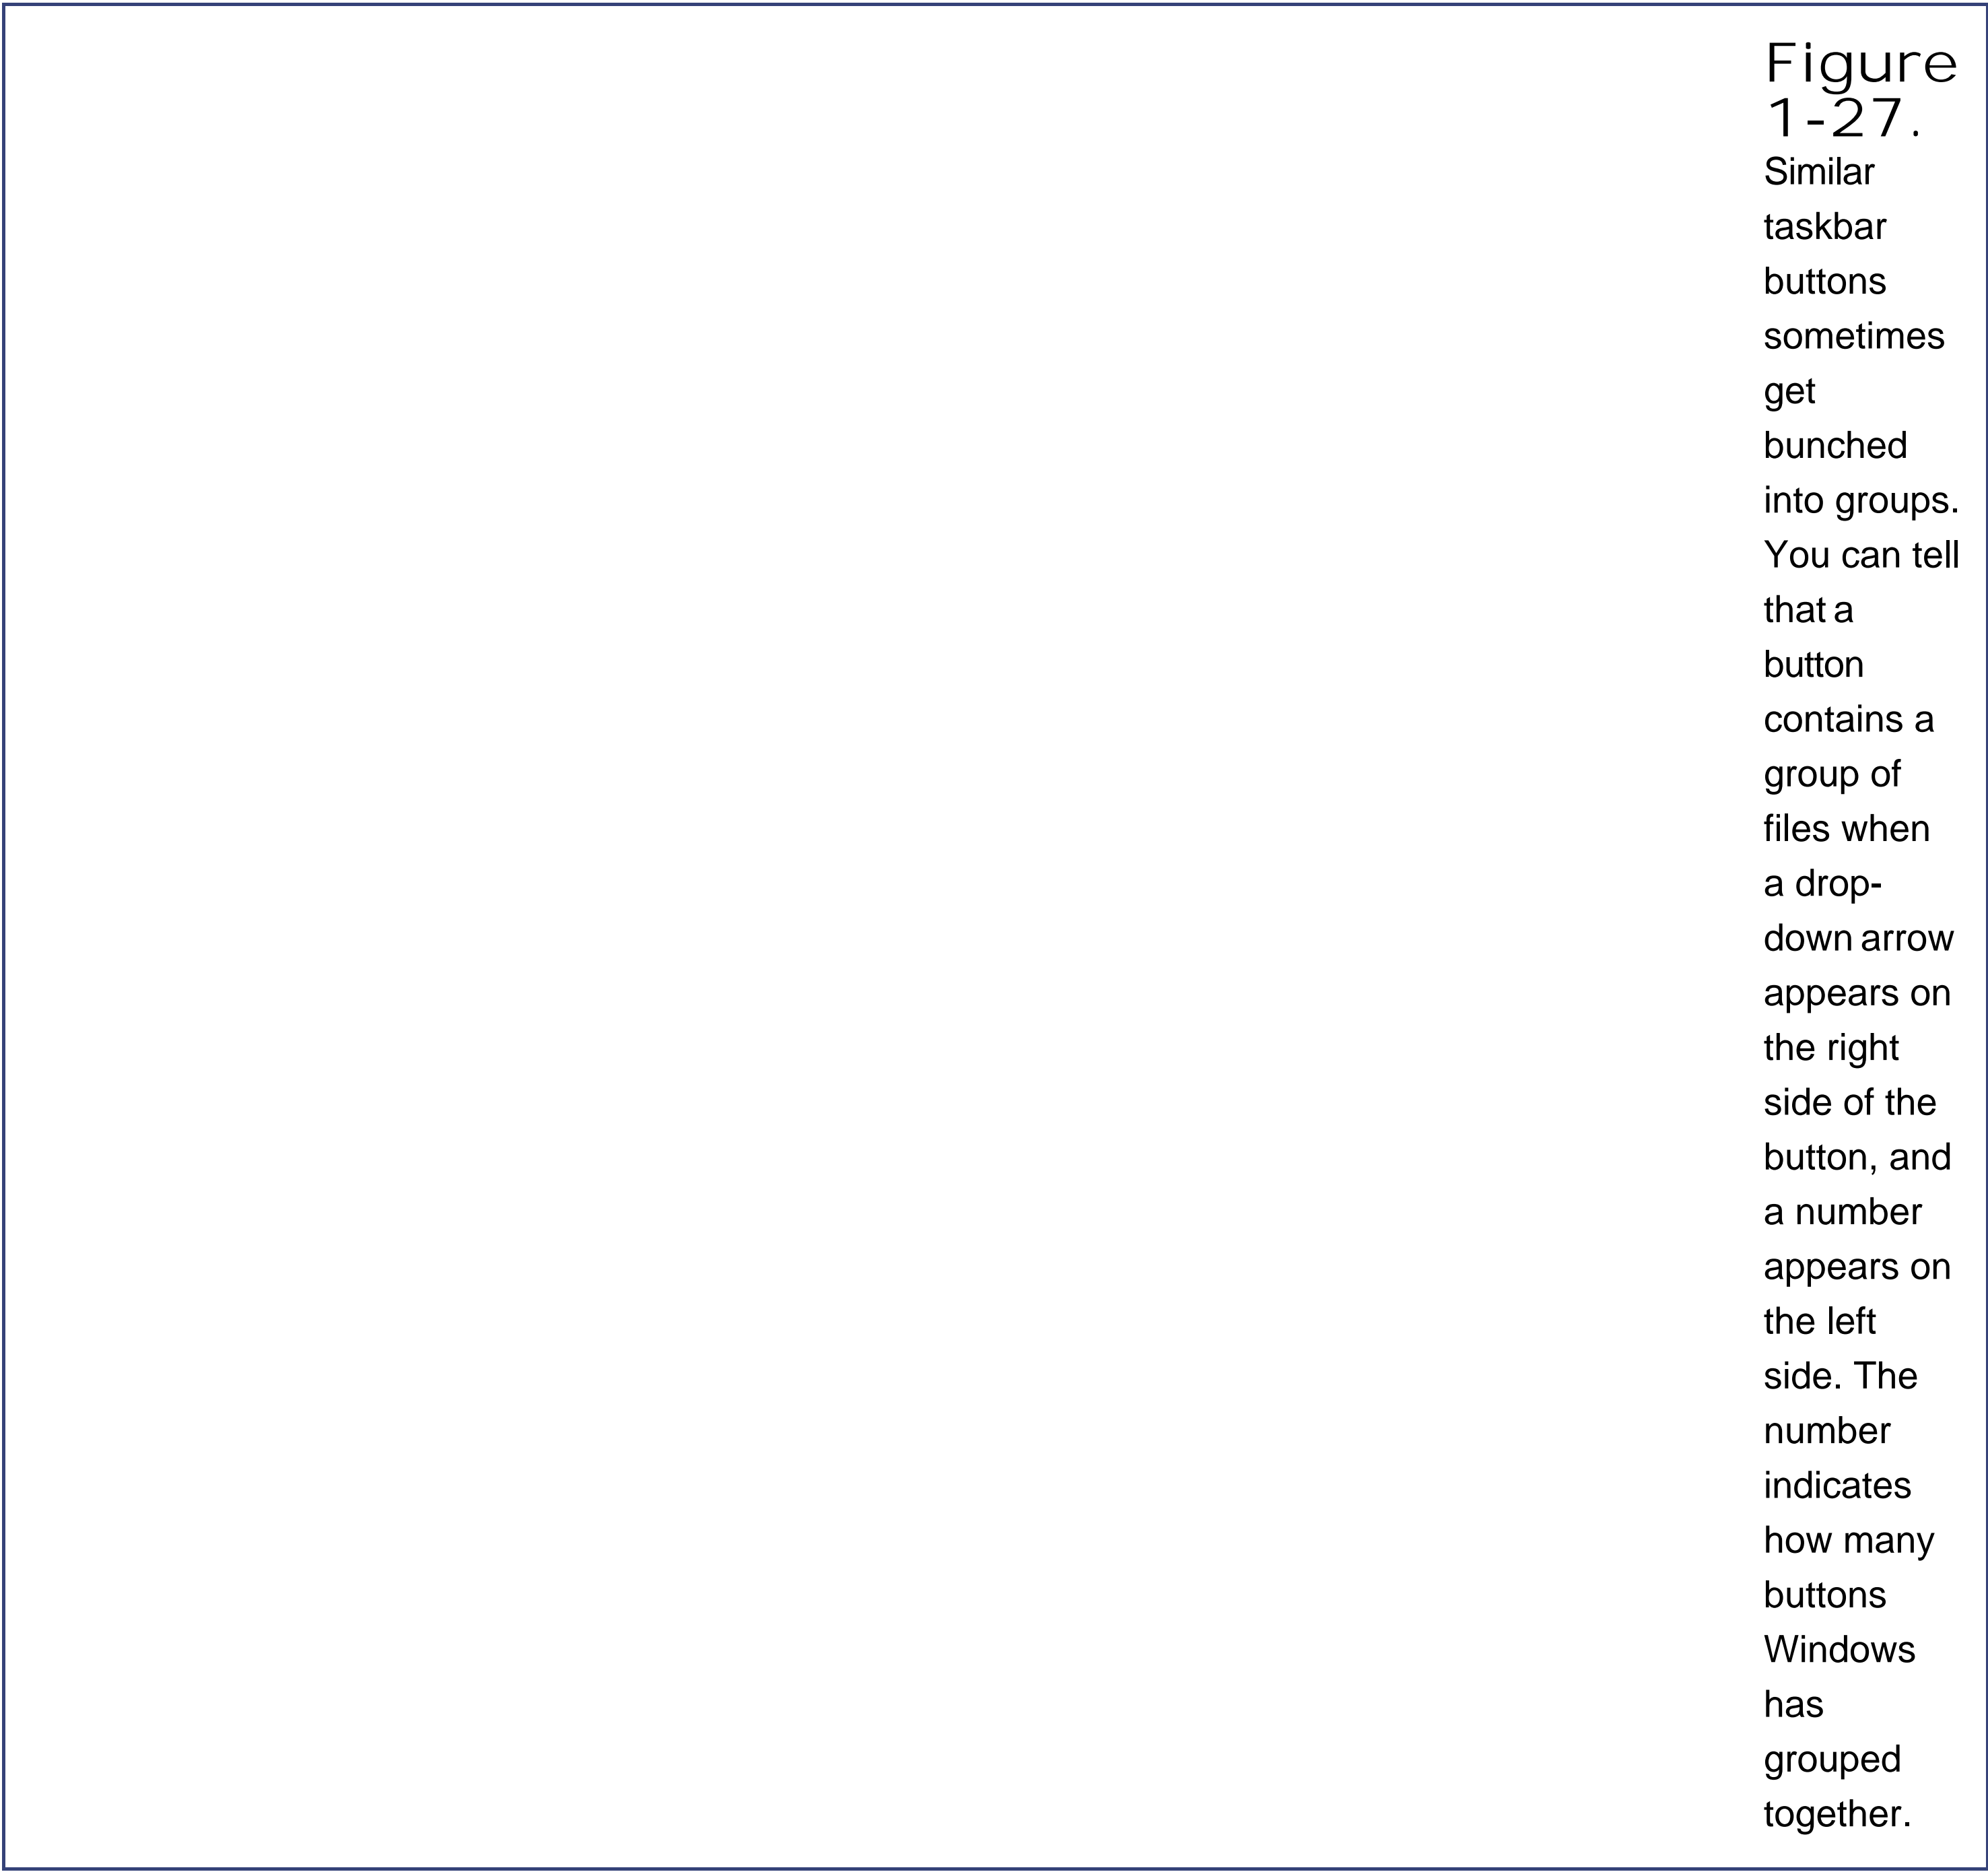 Figure
1-27.
Similar
taskbar
buttons
sometimes
get
bunched
into groups.
You can tell
that a
button
contains a
group of
files when
a drop-
down arrow
appears on
the right
side of the
button, and
a number
appears on
the left
side. The
number
indicates
how many
buttons
Windows
has
grouped
together.